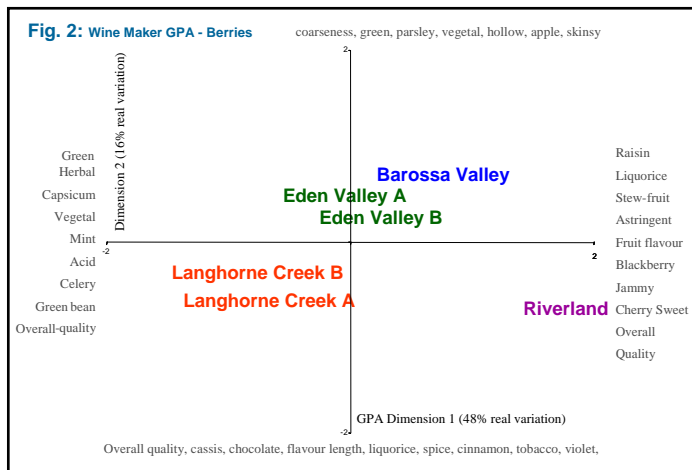 Fig. 2: Wine Maker GPA - Berries
coarseness, green, parsley, vegetal, hollow, apple, skinsy
2
Dimension 2 (16% real variation)
Green
Herbal
Capsicum
Vegetal
Mint
Acid
Celery
Green bean
Overall-quality
Barossa Valley
Eden Valley A
Eden Valley B
-2
2
Langhorne Creek B
Langhorne Creek A
Riverland
Raisin
Liquorice
Stew-fruit
Astringent
Fruit flavour
Blackberry
Jammy
Cherry Sweet
Overall
Quality
GPA Dimension 1 (48% real variation)
-2
Overall quality, cassis, chocolate, flavour length, liquorice, spice, cinnamon, tobacco, violet,